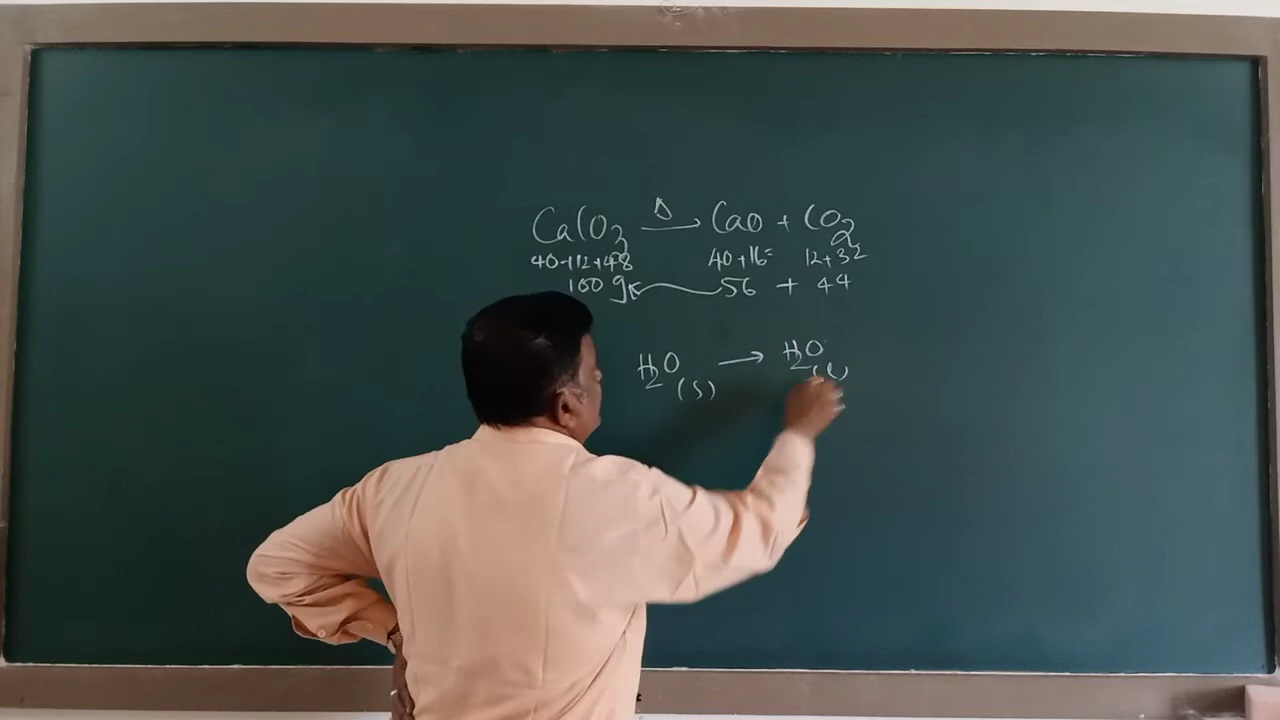 CaCO₃ —Δ→ CaO + CO₂
40+12+48 40+16= 12+32
100 g 56 + 44
H₂O (s) → H₂O (l)